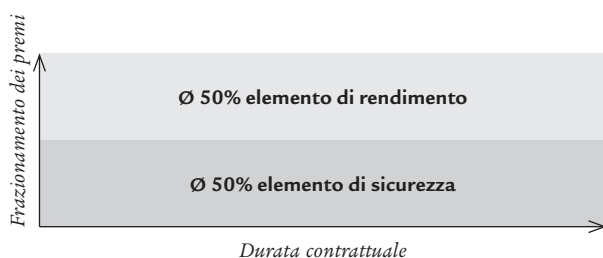 Frazionamento dei premi
Ø 50% elemento di rendimento
Ø 50% elemento di sicurezza
Durata contrattuale